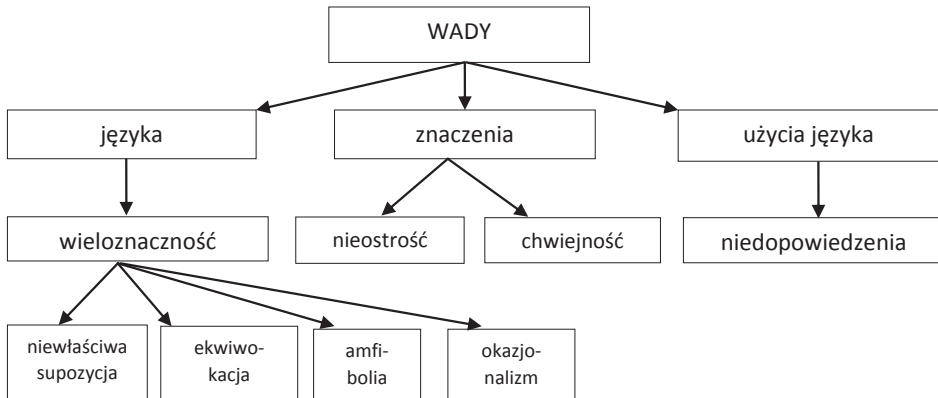 WADY
języka
znaczenia
użycia języka
wieloznaczność
nieostrość
chwiejność
niedopowiedzenia
niewłaściwa
supozycja
ekwiwo-
kacja
amfi-
bolia
okazjo-
nalizm